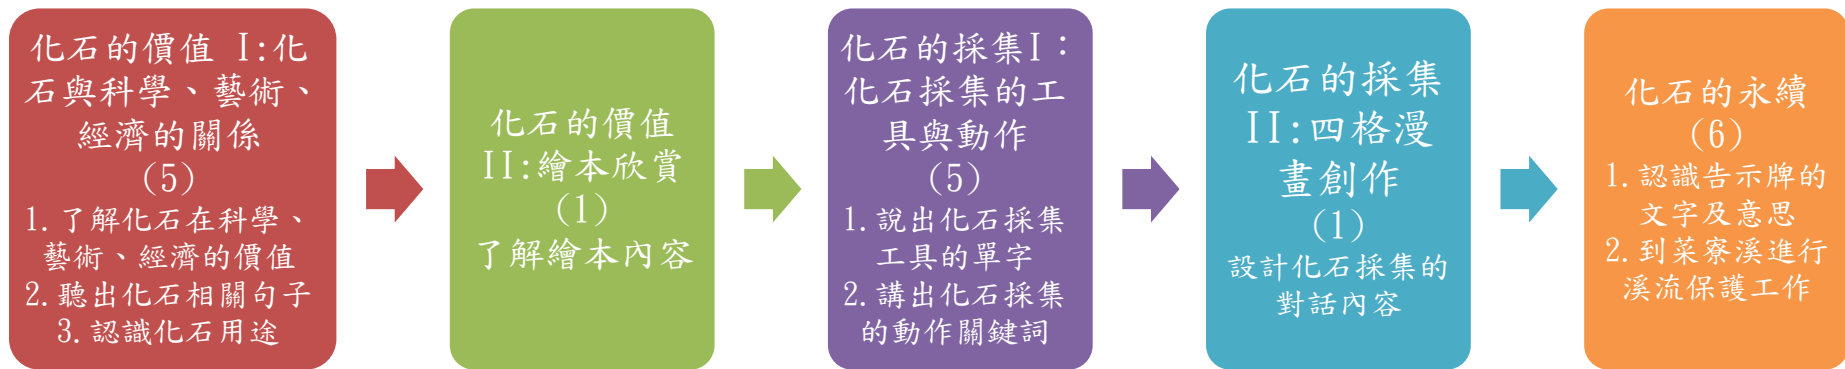 化石的價值 I:化
石與科學、藝術、
經濟的關係
(5)
1.了解化石在科學、
藝術、經濟的價值
2.聽出化石相關句子
3.認識化石用途
化石的價值
II:繪本欣賞
(1)
了解繪本內容
化石的採集I：
化石採集的工
具與動作
(5)
1.說出化石採集
工具的單字
2.講出化石採集
的動作關鍵詞
化石的採集
II:四格漫
畫創作
(1)
設計化石採集的
對話內容
化石的永續
(6)
1.認識告示牌的
文字及意思
2.到菜寮溪進行
溪流保護工作